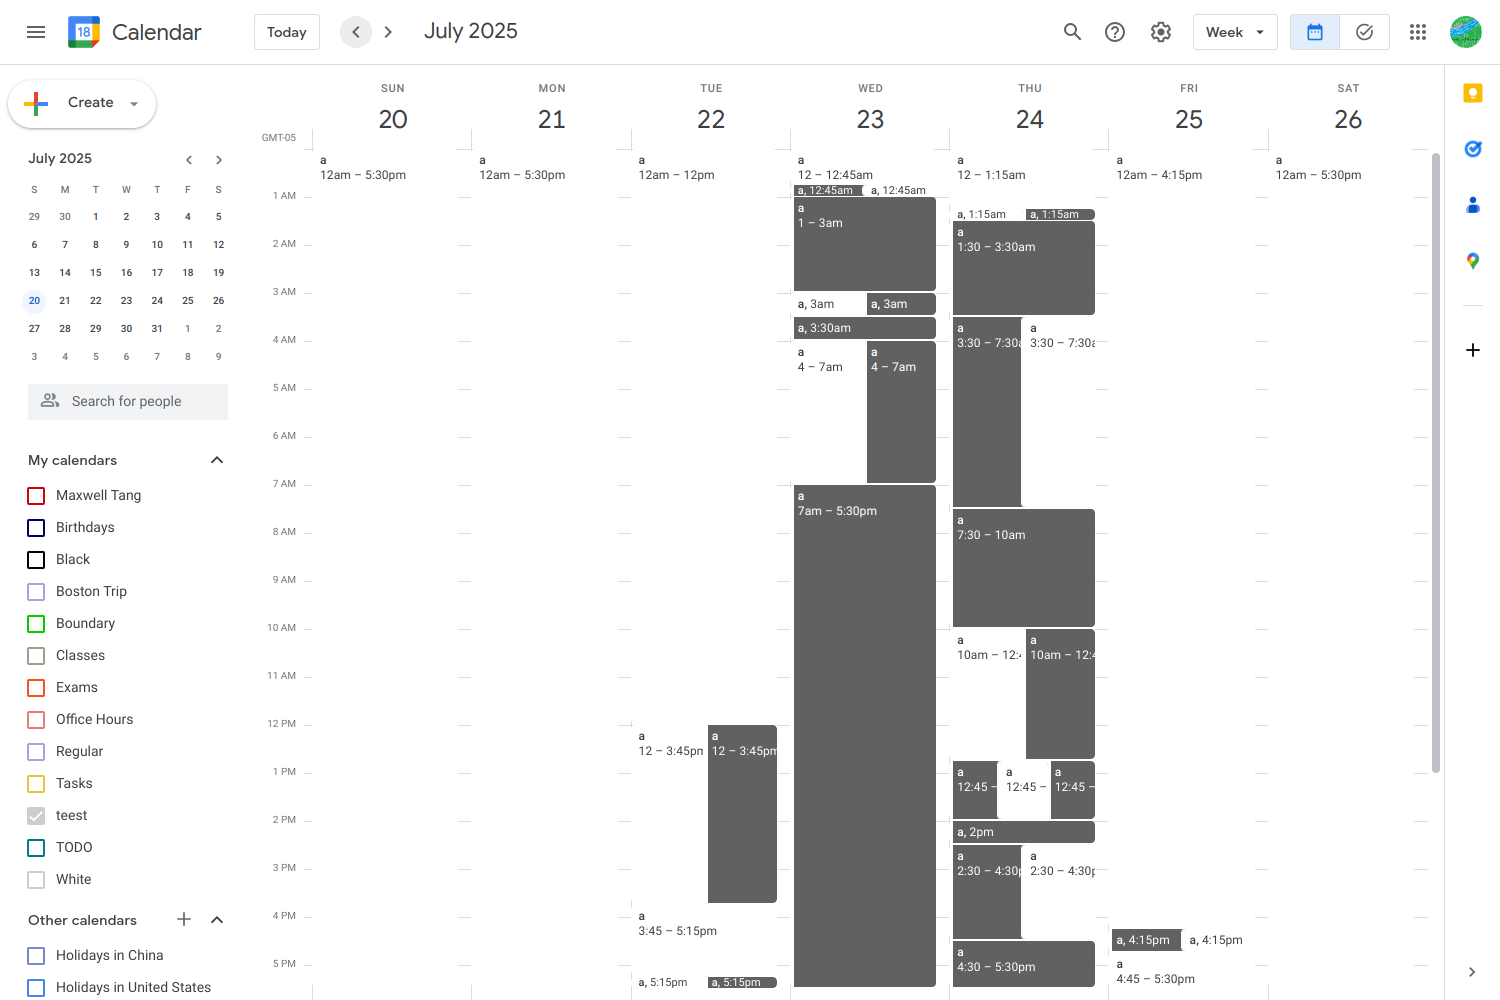 18 Calendar Today July 2025 Week
Create
SUN MON TUE WED THU FRI SAT
20 21 22 23 24 25 26
GMT-05
July 2025
S M T W T F S
29 30 1 2 3 4 5
6 7 8 9 10 11 12
13 14 15 16 17 18 19
20 21 22 23 24 25 26
27 28 29 30 31 1 2
3 4 5 6 7 8 9
Search for people
My calendars
Maxwell Tang
Birthdays
Black
Boston Trip
Boundary
Classes
Exams
Office Hours
Regular
Tasks
teest
TODO
White
Other calendars
Holidays in China
Holidays in United States
1 AM
2 AM
3 AM
4 AM
5 AM
6 AM
7 AM
8 AM
9 AM
10 AM
11 AM
12 PM
1 PM
2 PM
3 PM
4 PM
5 PM
a
12am – 5:30pm
a
12am – 5:30pm
a
12am – 12pm
a
12 – 3:45pm
a
12 – 3:45pm
a
3:45 – 5:15pm
a, 5:15pm
a, 5:15pm
a
12 – 12:45am
a, 12:45am
a, 12:45am
a
1 – 3am
a, 3am
a, 3am
a, 3:30am
a
4 – 7am
a
4 – 7am
a
7am – 5:30pm
a
12 – 1:15am
a, 1:15am
a, 1:15am
a
1:30 – 3:30am
a
3:30 – 7:30a
a
3:30 – 7:30a
a
7:30 – 10am
a
10am – 12:4
a
10am – 12:4
a
12:45 –
a
12:45 –
a
12:45 –
a, 2pm
a
2:30 – 4:30p
a
2:30 – 4:30p
a
4:30 – 5:30pm
a
12am – 4:15pm
a, 4:15pm
a, 4:15pm
a
4:45 – 5:30pm
a
12am – 5:30pm